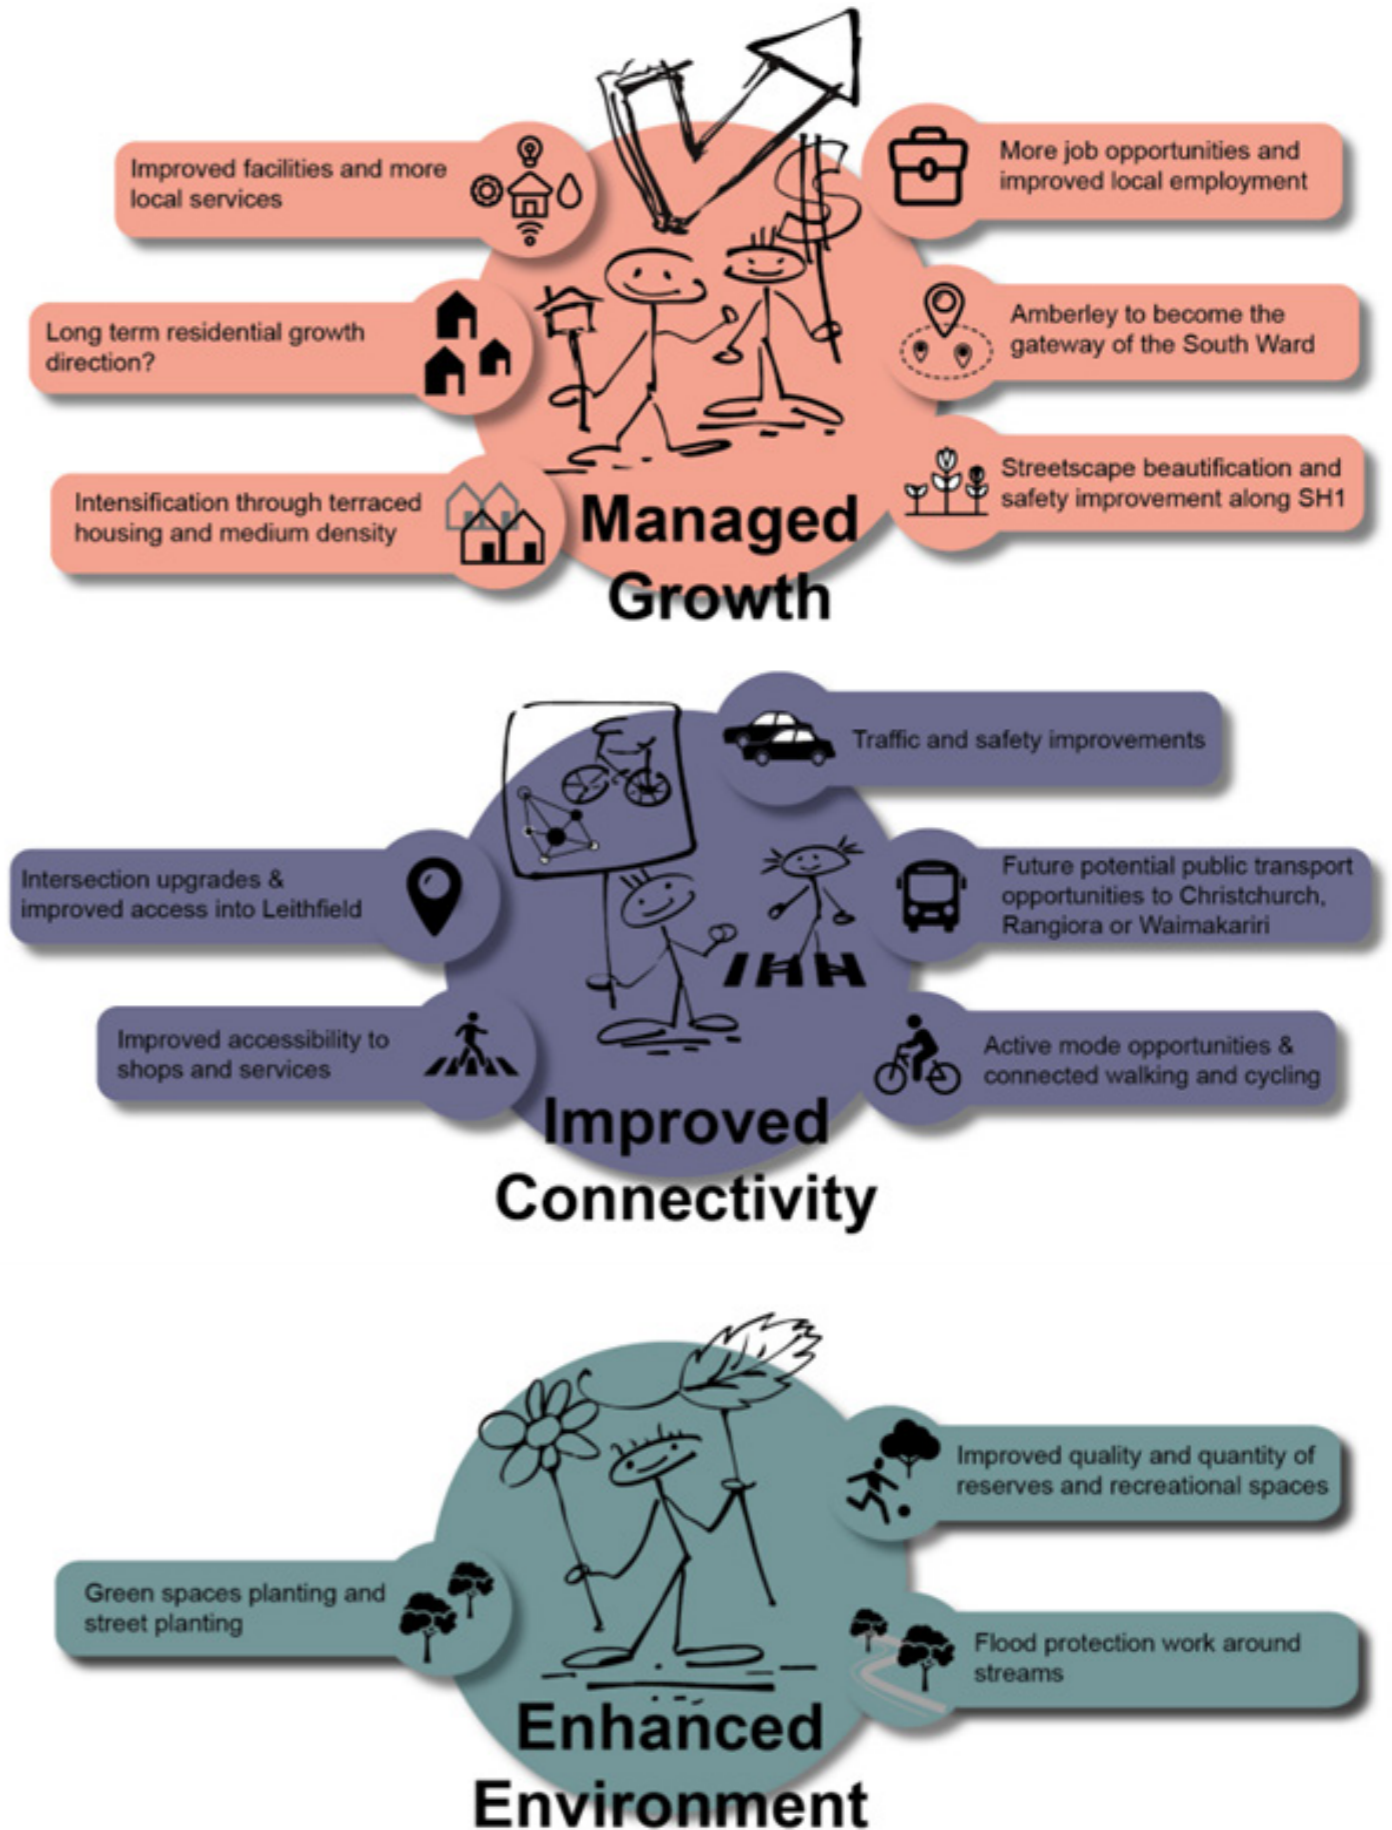 Improved facilities and more
local services
Long term residential growth
direction?
Intensification through terraced
housing and medium density
More job opportunities and
improved local employment
Amberley to become the
gateway of the South Ward
Streetscape beautification and
safety improvement along SH1
Managed
Growth
Traffic and safety improvements
Intersection upgrades &
improved access into Leithfield
Improved accessibility to
shops and services
Future potential public transport
opportunities to Christchurch,
Rangiora or Waimakariri
Active mode opportunities &
connected walking and cycling
Improved
Connectivity
Green spaces planting and
street planting
Improved quality and quantity of
reserves and recreational spaces
Flood protection work around
streams
Enhanced
Environment